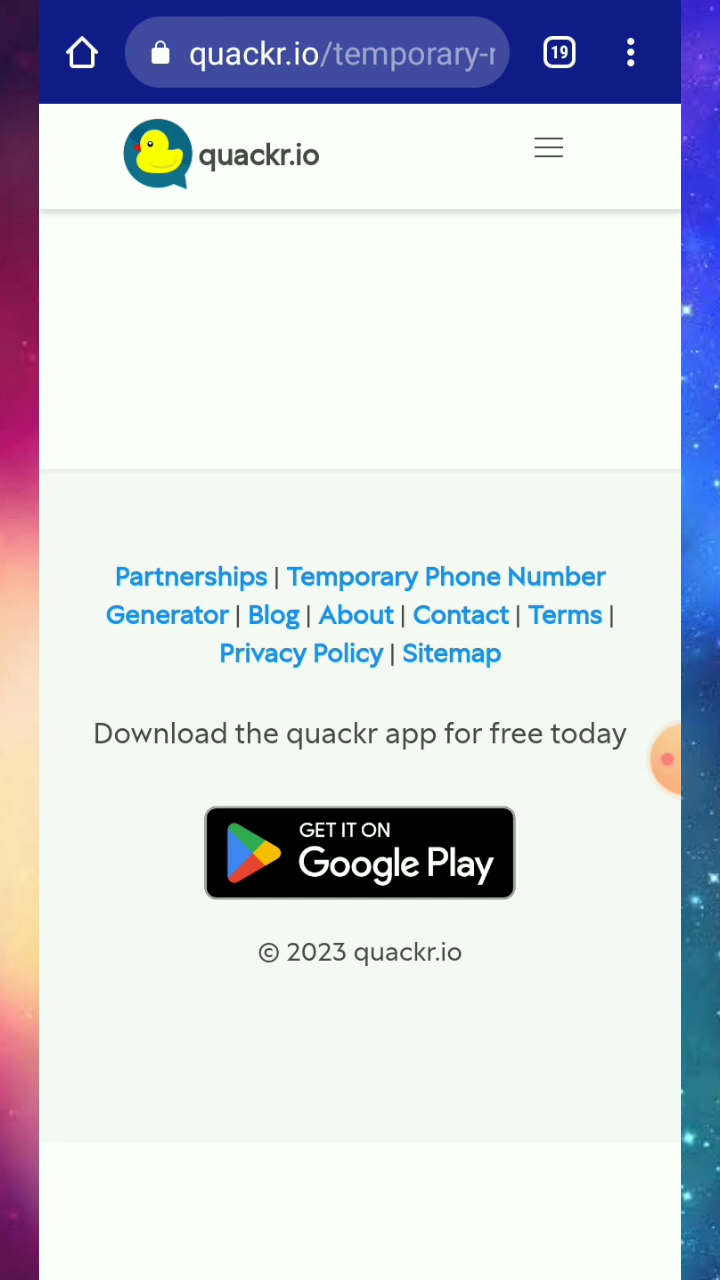 quackr.io/temporary-r
19
quackr.io
Partnerships | Temporary Phone Number
Generator | Blog | About | Contact | Terms |
Privacy Policy | Sitemap
Download the quackr app for free today
GET IT ON
Google Play
© 2023 quackr.io